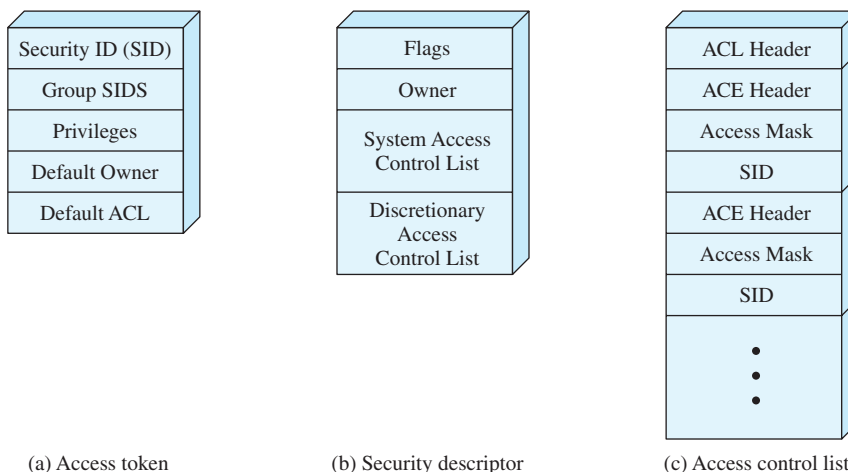 Security ID (SID)
Group SIDS
Privileges
Default Owner
Default ACL
(a) Access token
Flags
Owner
System Access
Control List
Discretionary
Access
Control List
(b) Security descriptor
ACL Header
ACE Header
Access Mask
SID
ACE Header
Access Mask
SID
(c) Access control list